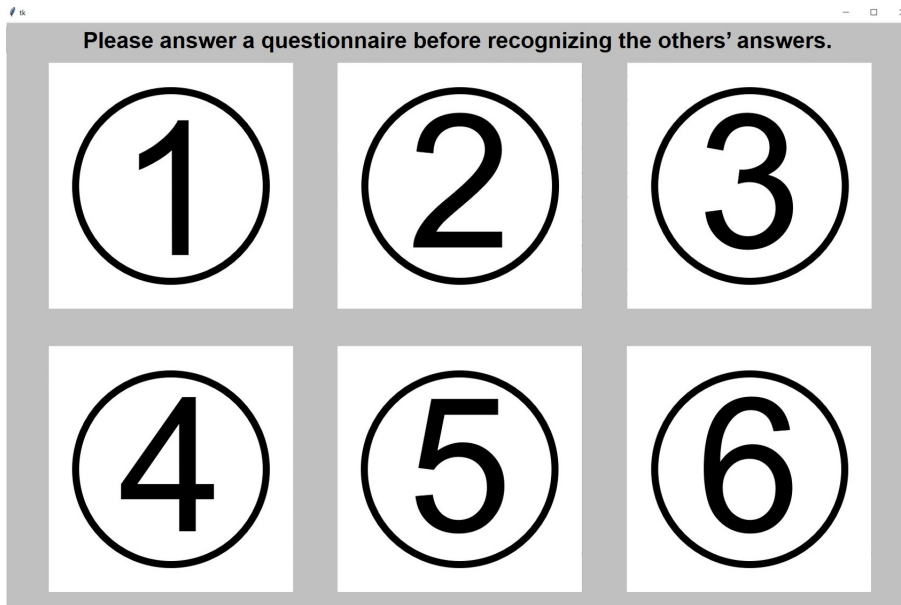 tk
Please answer a questionnaire before recognizing the others’ answers.
1 2 3
4 5 6